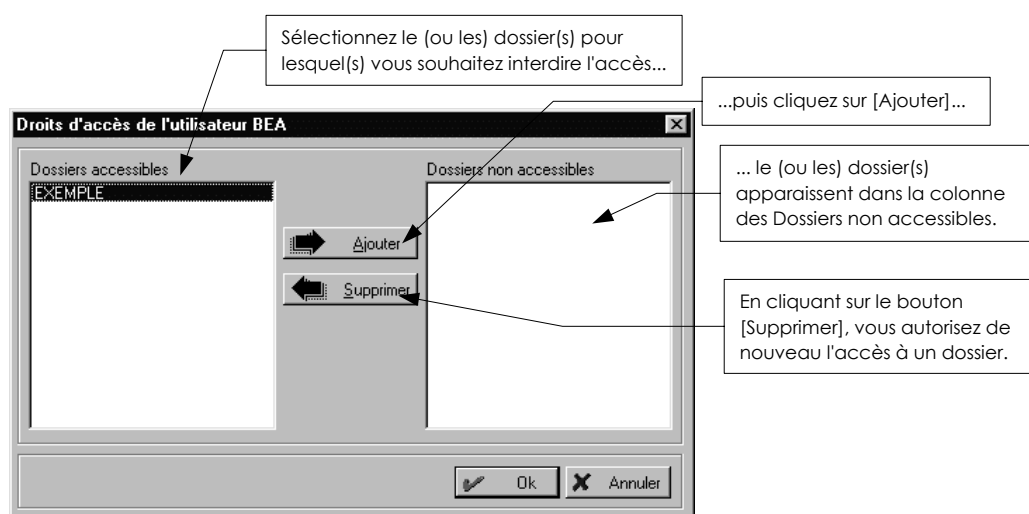 Sélectionnez le (ou les) dossier(s) pour
lesquel(s) vous souhaitez interdire l'accès...
...puis cliquez sur [Ajouter]...
Droits d'accès de l'utilisateur BEA
Dossiers accessibles
Dossiers non accessibles
EXEMPLE
... le (ou les) dossier(s)
apparaissent dans la colonne
des Dossiers non accessibles.
Ajouter
Supprimer
En cliquant sur le bouton
[Supprimer], vous autorisez de
nouveau l'accès à un dossier.
Ok
Annuler